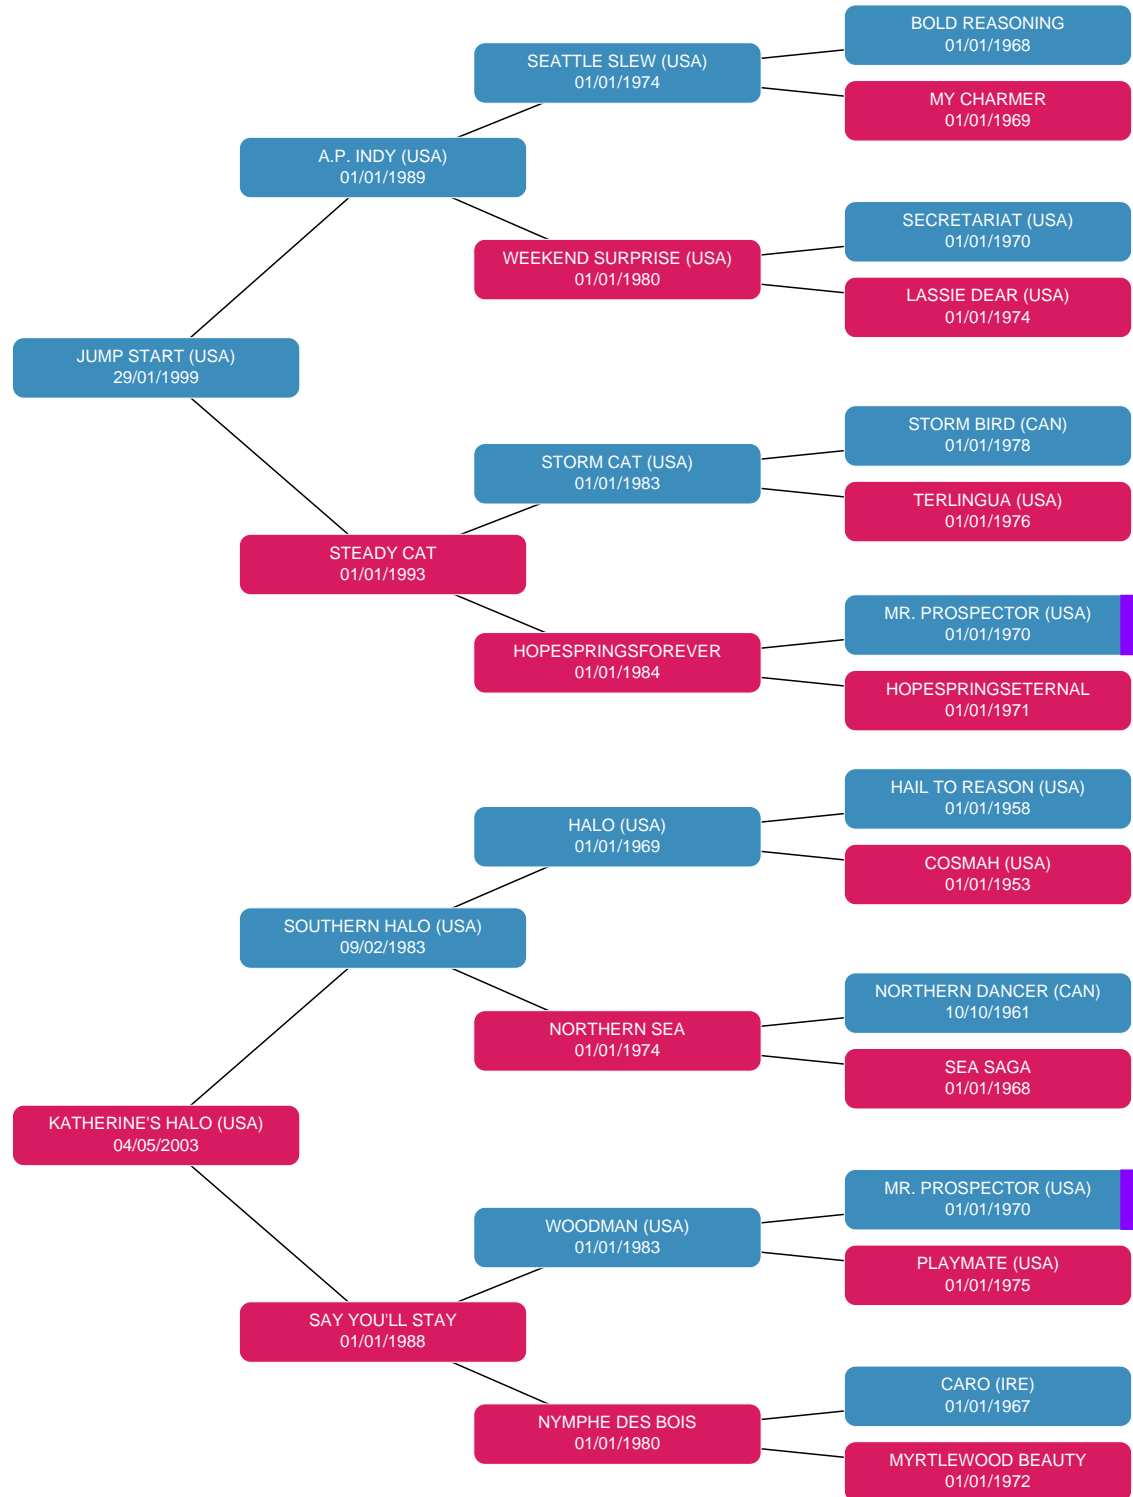 BOLD REASONING
01/01/1968
SEATTLE SLEW (USA)
01/01/1974
MY CHARMER
01/01/1969
A.P. INDY (USA)
01/01/1989
SECRETARIAT (USA)
01/01/1970
WEEKEND SURPRISE (USA)
01/01/1980
LASSIE DEAR (USA)
01/01/1974
JUMP START (USA)
29/01/1999
STORM BIRD (CAN)
01/01/1978
STORM CAT (USA)
01/01/1983
TERLINGUA (USA)
01/01/1976
STEADY CAT
01/01/1993
MR. PROSPECTOR (USA)
01/01/1970
HOPESPRINGSFOREVER
01/01/1984
HOPESPRINGSETERNAL
01/01/1971
HAIL TO REASON (USA)
01/01/1958
HALO (USA)
01/01/1969
COSMAH (USA)
01/01/1953
SOUTHERN HALO (USA)
09/02/1983
NORTHERN DANCER (CAN)
10/10/1961
NORTHERN SEA
01/01/1974
SEA SAGA
01/01/1968
KATHERINE'S HALO (USA)
04/05/2003
MR. PROSPECTOR (USA)
01/01/1970
WOODMAN (USA)
01/01/1983
PLAYMATE (USA)
01/01/1975
SAY YOU'LL STAY
01/01/1988
CARO (IRE)
01/01/1967
NYMPHE DES BOIS
01/01/1980
MYRTLEWOOD BEAUTY
01/01/1972